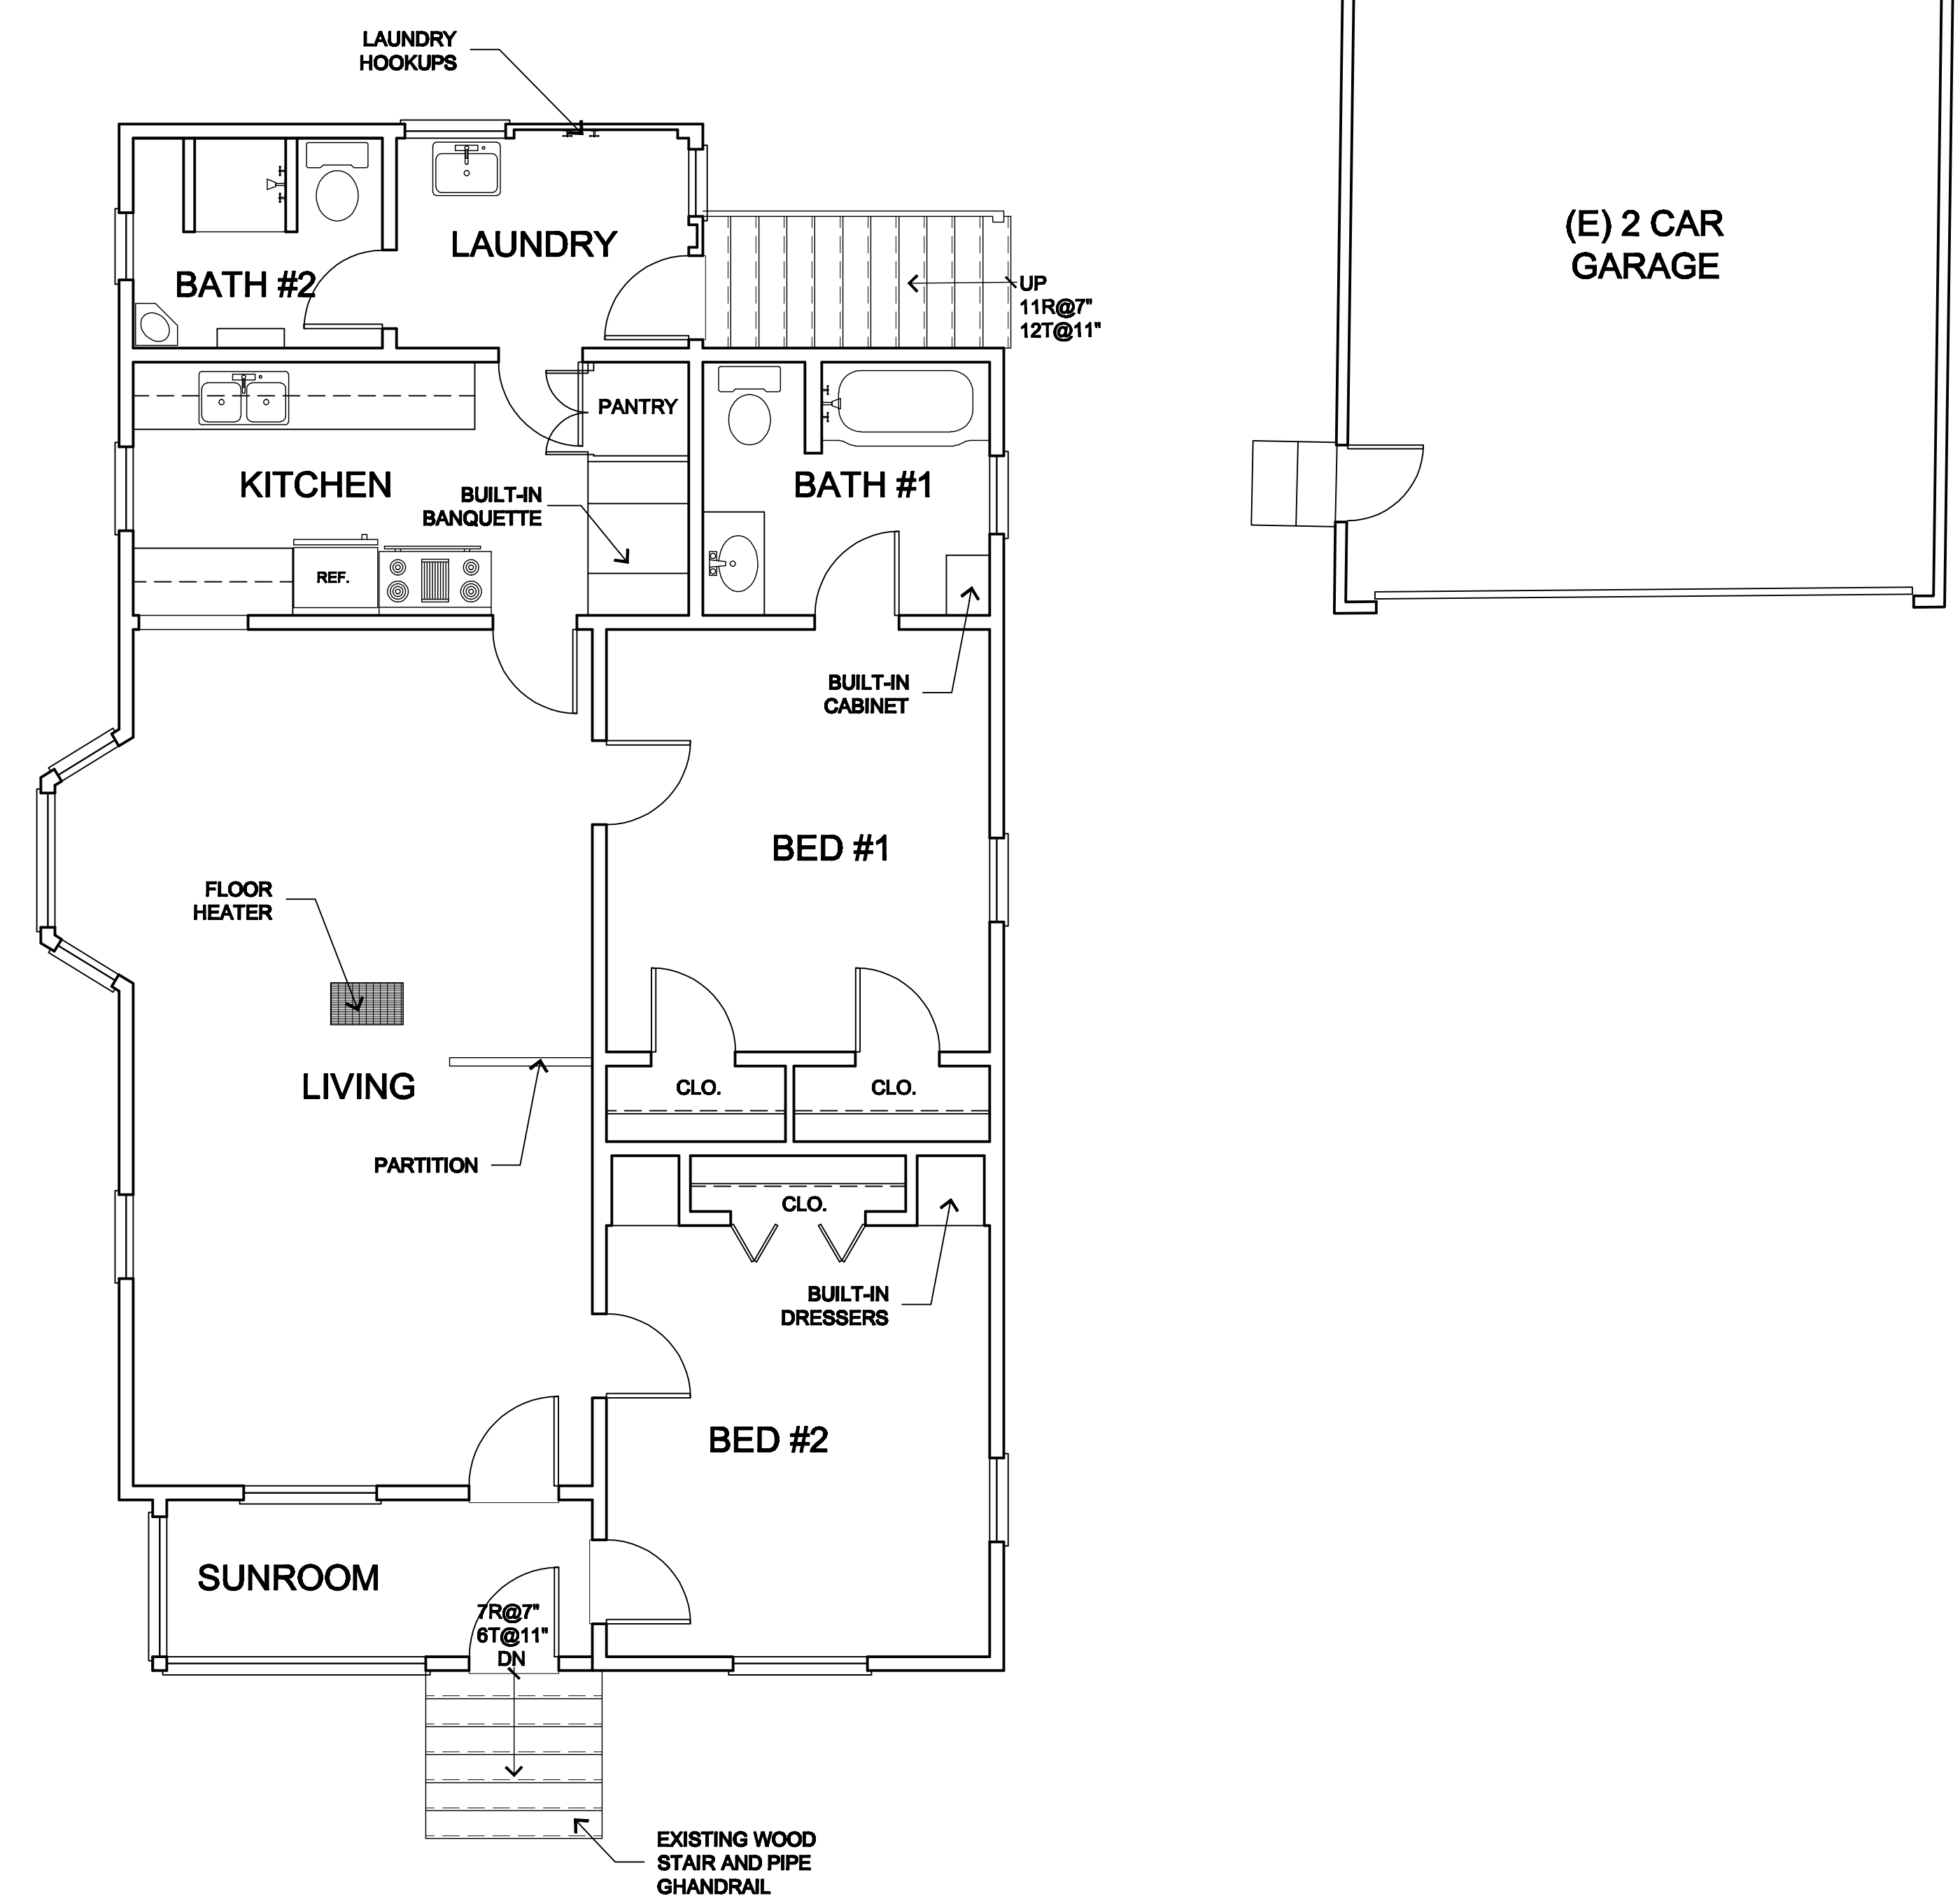 LAUNDRY
HOOKUPS
(E) 2 CAR
GARAGE
LAUNDRY
BATH #2
UP
11R@7"
12T@11"
PANTRY
KITCHEN
BUILT-IN
BANQUETTE
BATH #1
REF.
BUILT-IN
CABINET
BED #1
FLOOR
HEATER
LIVING
CLO.
CLO.
PARTITION
CLO.
BUILT-IN
DRESSERS
BED #2
SUNROOM
7R@7"
6T@11"
DN
EXISTING WOOD
STAIR AND PIPE
GHANDRAIL